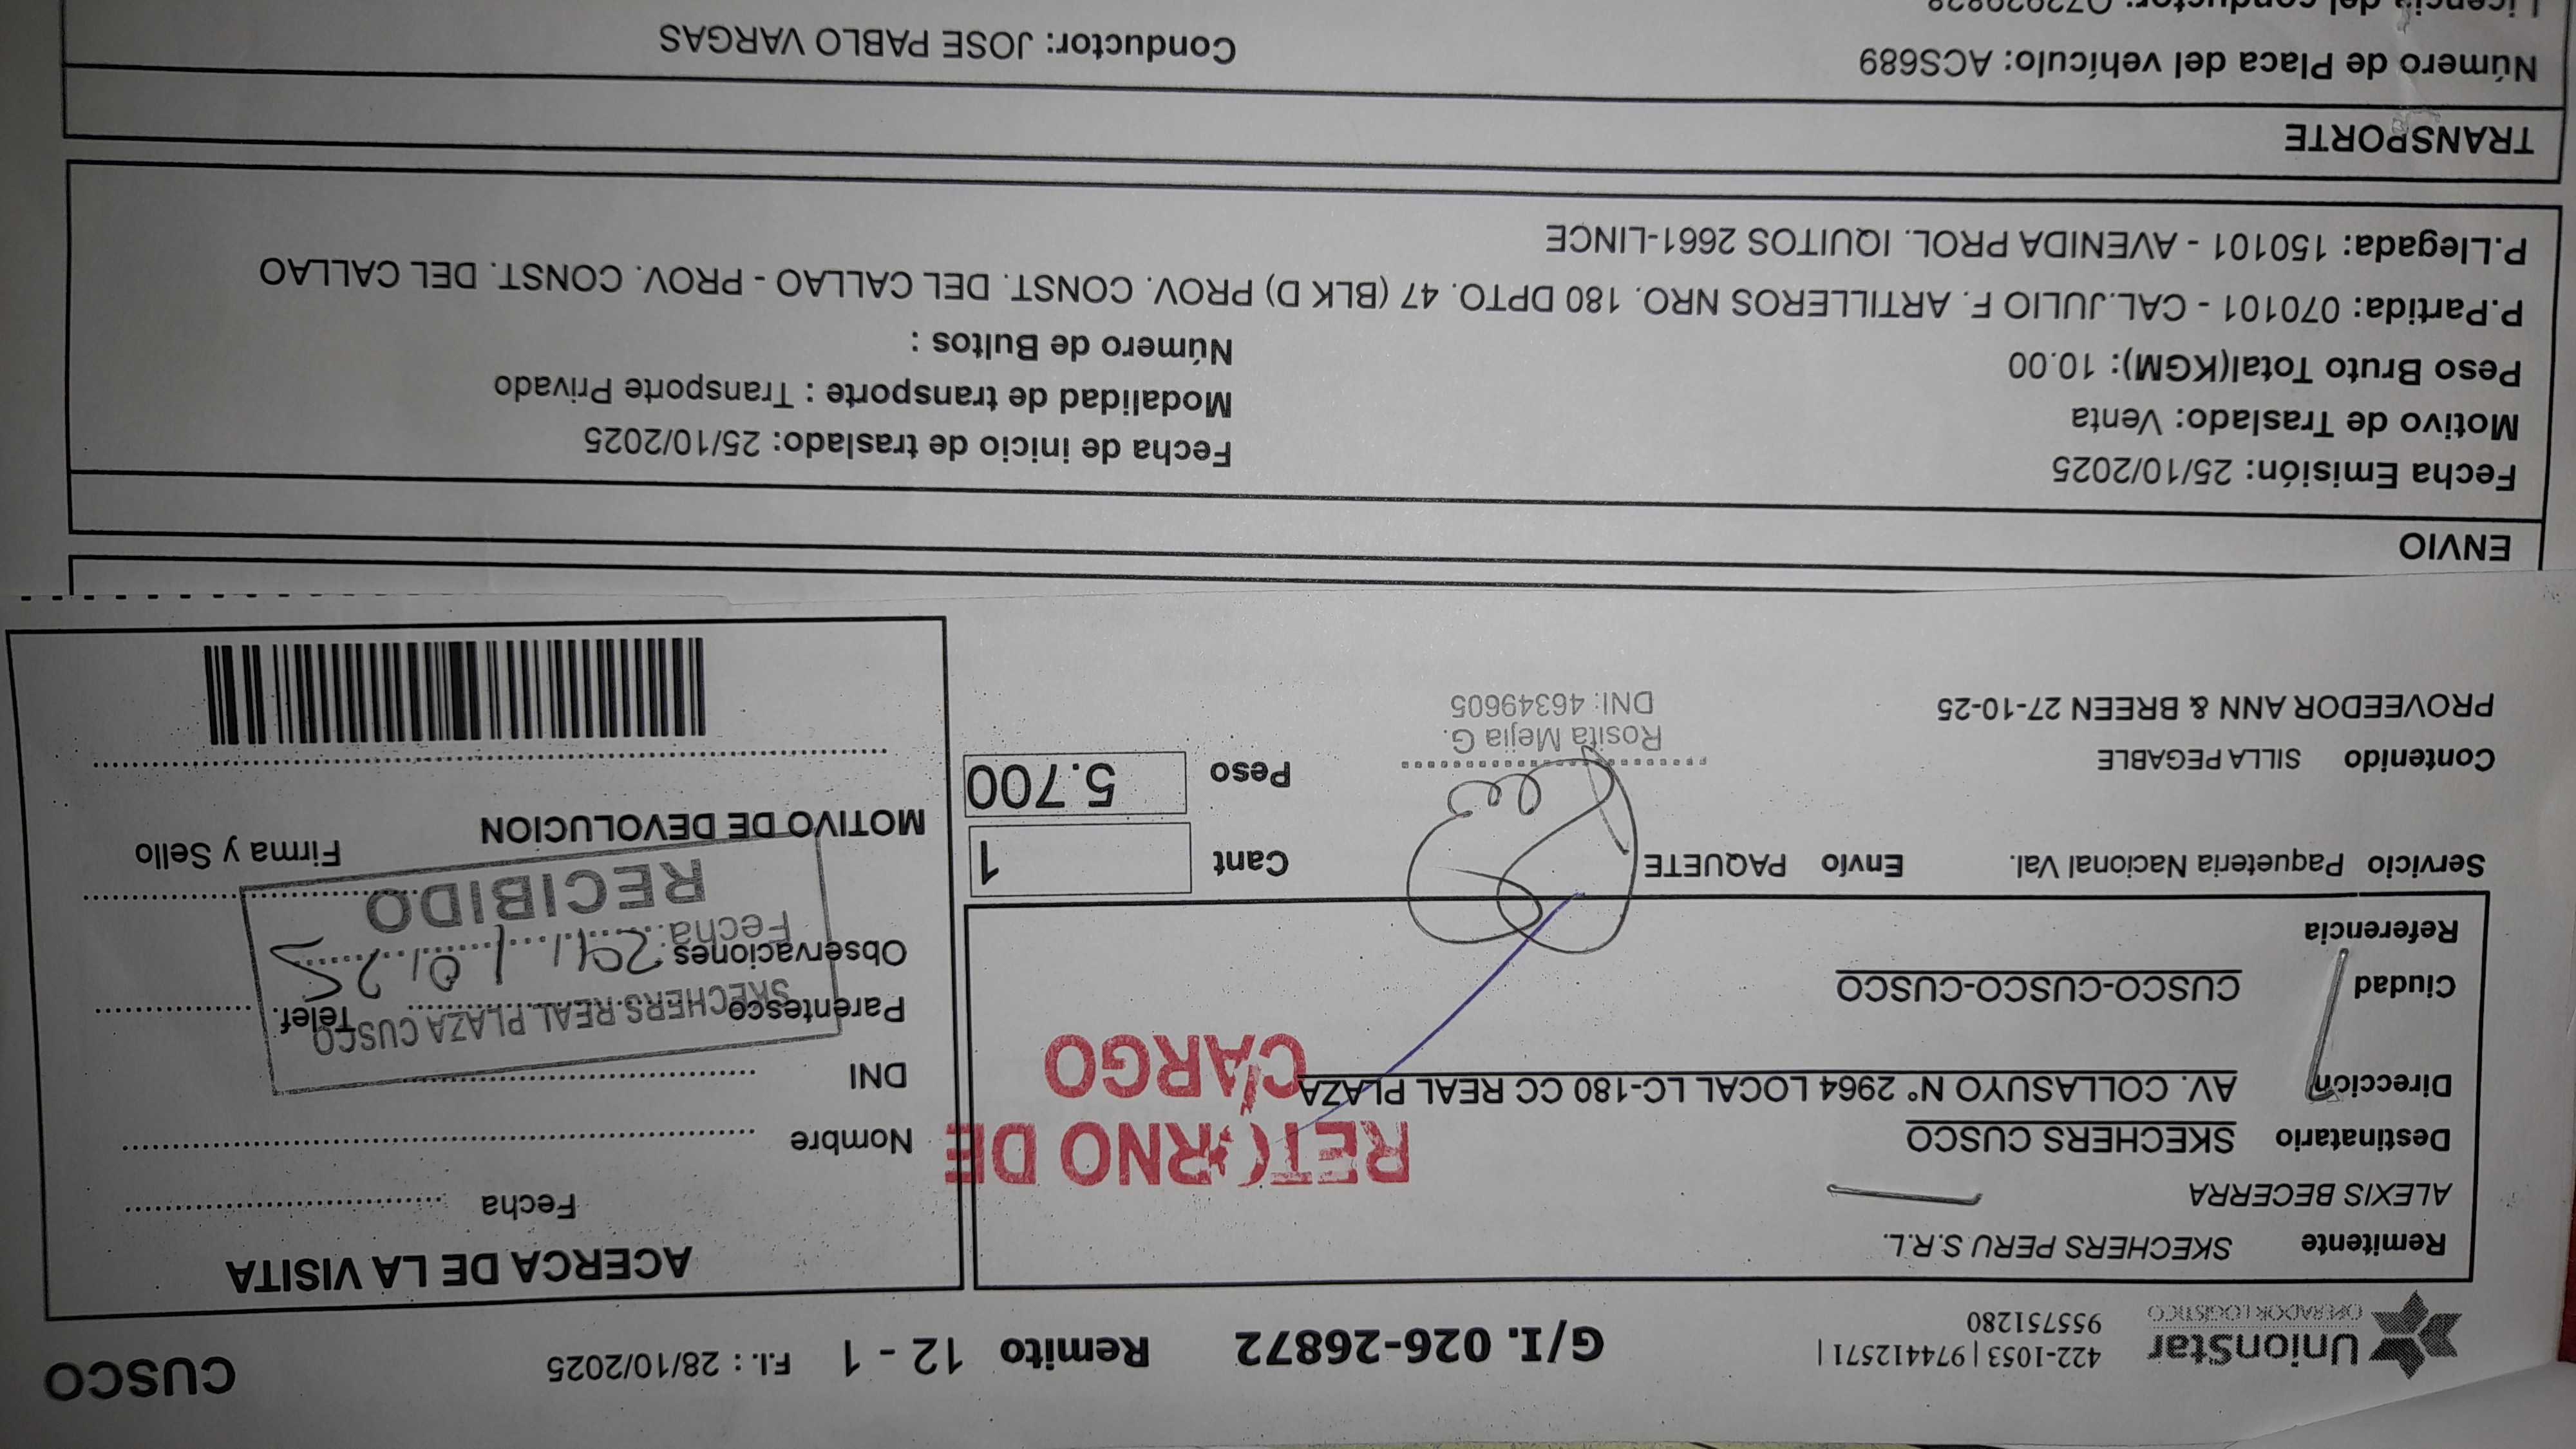 UnionStar
OPERADOR LOGISTICO
422-1053 | 974412571 |
955751280
G/I. 026-26872
Remito 12 - 1
F.I. : 28/10/2025
CUSCO
Remitente SKECHERS PERU S.R.L.
ALEXIS BECERRA
Destinatario SKECHERS CUSCO
Dirección AV. COLLASUYO N° 2964 LOCAL LC-180 CC REAL PLAZA
Ciudad CUSCO-CUSCO-CUSCO
Referencia
RETORNO DE
CARGO
Servicio Paqueteria Nacional Val. Envío PAQUETE
Cant 1
Contenido SILLA PEGABLE
Peso 5.700
PROVEEDOR ANN & BREEN 27-10-25
Rosita Mejia G.
DNI: 46349605
ACERCA DE LA VISITA
Fecha
Nombre
DNI
Parentesco Telef.
Observaciones
SKECHERS REAL PLAZA CUSCO
Fecha: 29/10/25
RECIBIDO
MOTIVO DE DEVOLUCION Firma y Sello
ENVIO
Fecha Emisión: 25/10/2025 Fecha de inicio de traslado: 25/10/2025
Motivo de Traslado: Venta Modalidad de transporte : Transporte Privado
Peso Bruto Total(KGM): 10.00 Número de Bultos :
P.Partida: 070101 - CAL.JULIO F. ARTILLEROS NRO. 180 DPTO. 47 (BLK D) PROV. CONST. DEL CALLAO - PROV. CONST. DEL CALLAO
P.Llegada: 150101 - AVENIDA PROL. IQUITOS 2661-LINCE
TRANSPORTE
Número de Placa del vehículo: ACS689 Conductor: JOSE PABLO VARGAS
Licencia del conductor: